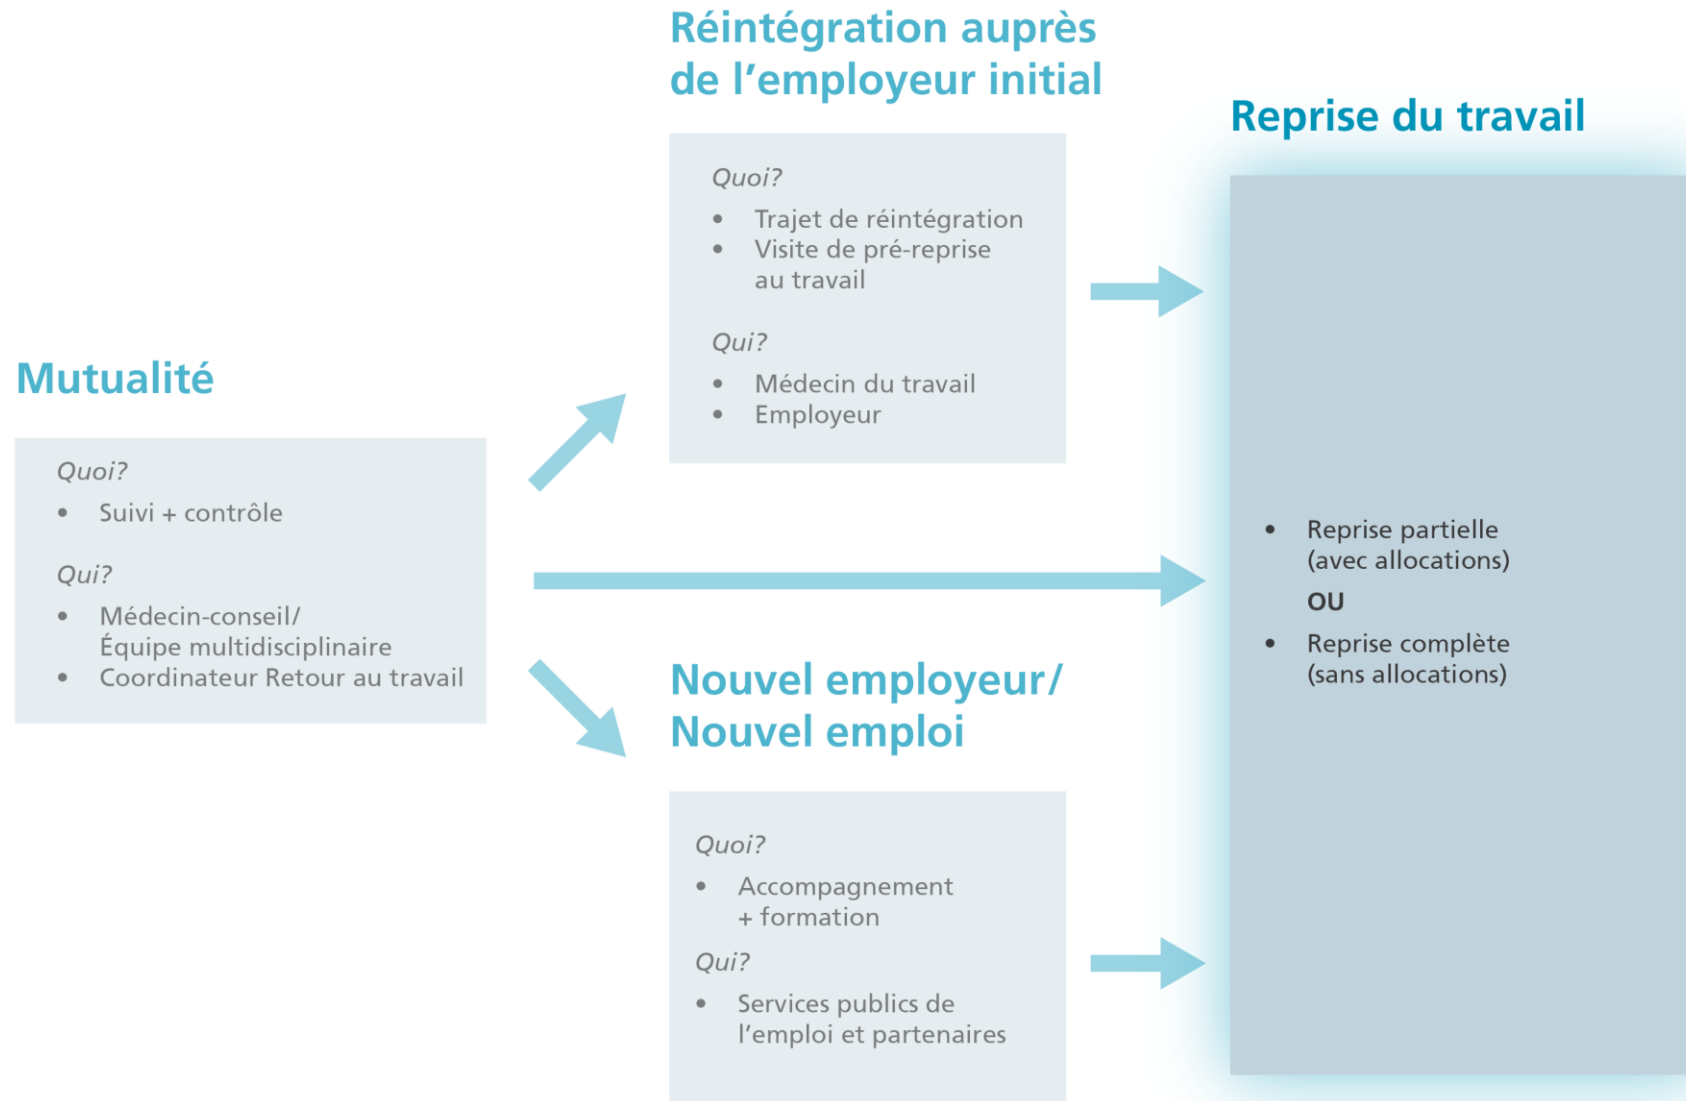 Réintégration auprès
de l'employeur initial
Reprise du travail
Quoi?
• Trajet de réintégration
• Visite de pré-reprise
au travail
Qui?
• Médecin du travail
• Employeur
Mutualité
Quoi?
• Suivi + contrôle
Qui?
• Médecin-conseil/
Équipe multidisciplinaire
• Coordinateur Retour au travail
• Reprise partielle
(avec allocations)
OU
• Reprise complète
(sans allocations)
Nouvel employeur/
Nouvel emploi
Quoi?
• Accompagnement
+ formation
Qui?
• Services publics de
l'emploi et partenaires